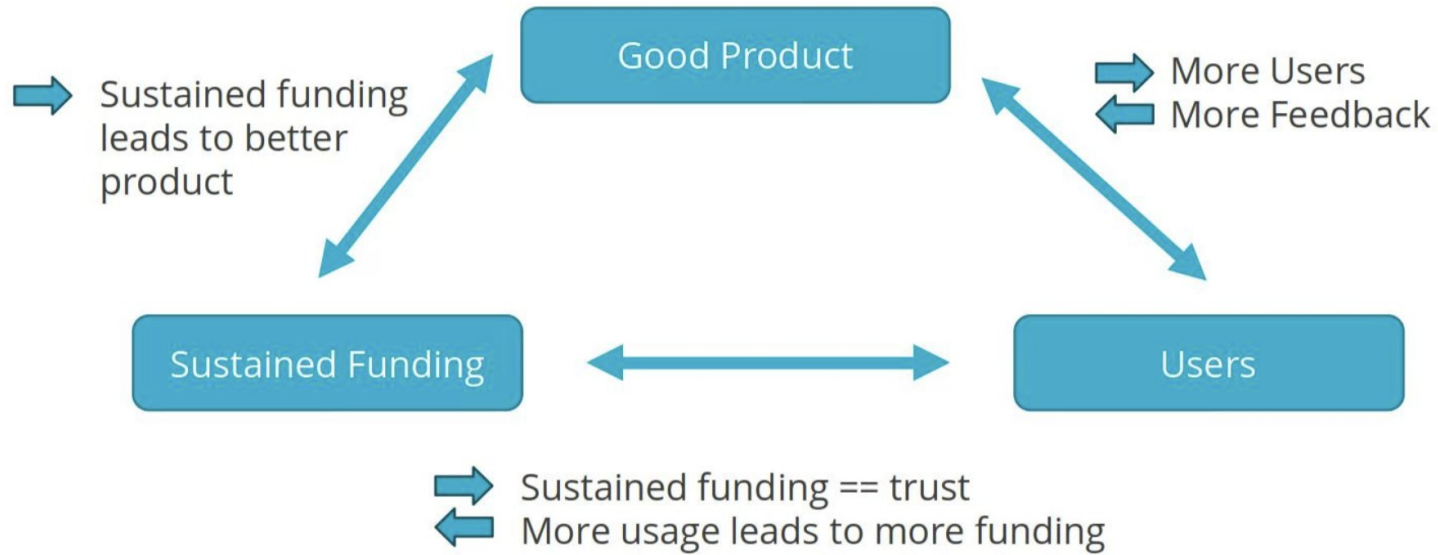 Good Product
Sustained funding
leads to better
product
More Users
More Feedback
Sustained Funding
Users
Sustained funding == trust
More usage leads to more funding